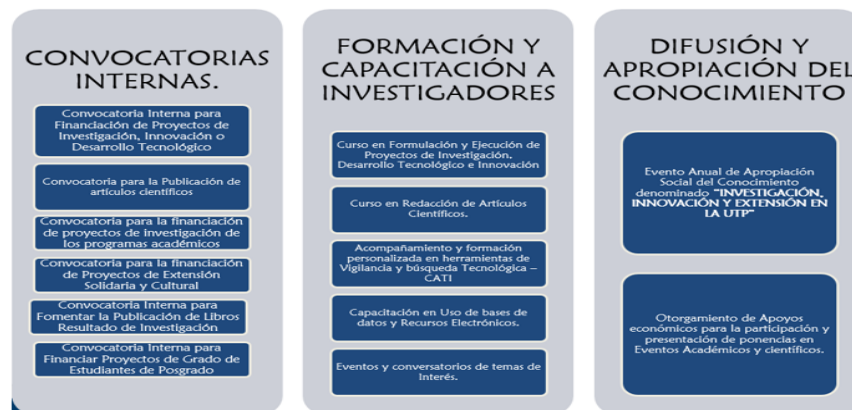 CONVOCATORIAS
INTERNAS.
Convocatoria Interna para
Financiación de Proyectos de
Investigación, Innovación o
Desarrollo Tecnológico
Convocatoria para la Publicación de
artículos científicos
Convocatoria para la financiación
de proyectos de investigación de
los programas académicos
Convocatoria para la financiación
de Proyectos de Extensión
Solidaria y Cultural
Convocatoria Interna para
Fomentar la Publicación de Libros
Resultado de Investigación
Convocatoria Interna para
Financiar Proyectos de Grado de
Estudiantes de Posgrado
FORMACIÓN Y
CAPACITACIÓN A
INVESTIGADORES
Curso en Formulación y Ejecución de
Proyectos de Investigación.
Desarrollo Tecnológico e Innovación
Curso en Redacción de Artículos
Científicos.
Acompañamiento y formación
personalizada en herramientas de
Vigilancia y búsqueda Tecnológica –
CATI
Capacitación en Uso de bases de
datos y Recursos Electrónicos.
Eventos y conversatorios de temas de
Interés.
DIFUSIÓN Y
APROPIACIÓN DEL
CONOCIMIENTO
Evento Anual de Apropiación
Social del Conocimiento
denominado "INVESTIGACIÓN,
INNOVACIÓN Y EXTENSIÓN EN
LA UTP"
Otorgamiento de Apoyos
económicos para la participación y
presentación de ponencias en
Eventos Académicos y científicos.